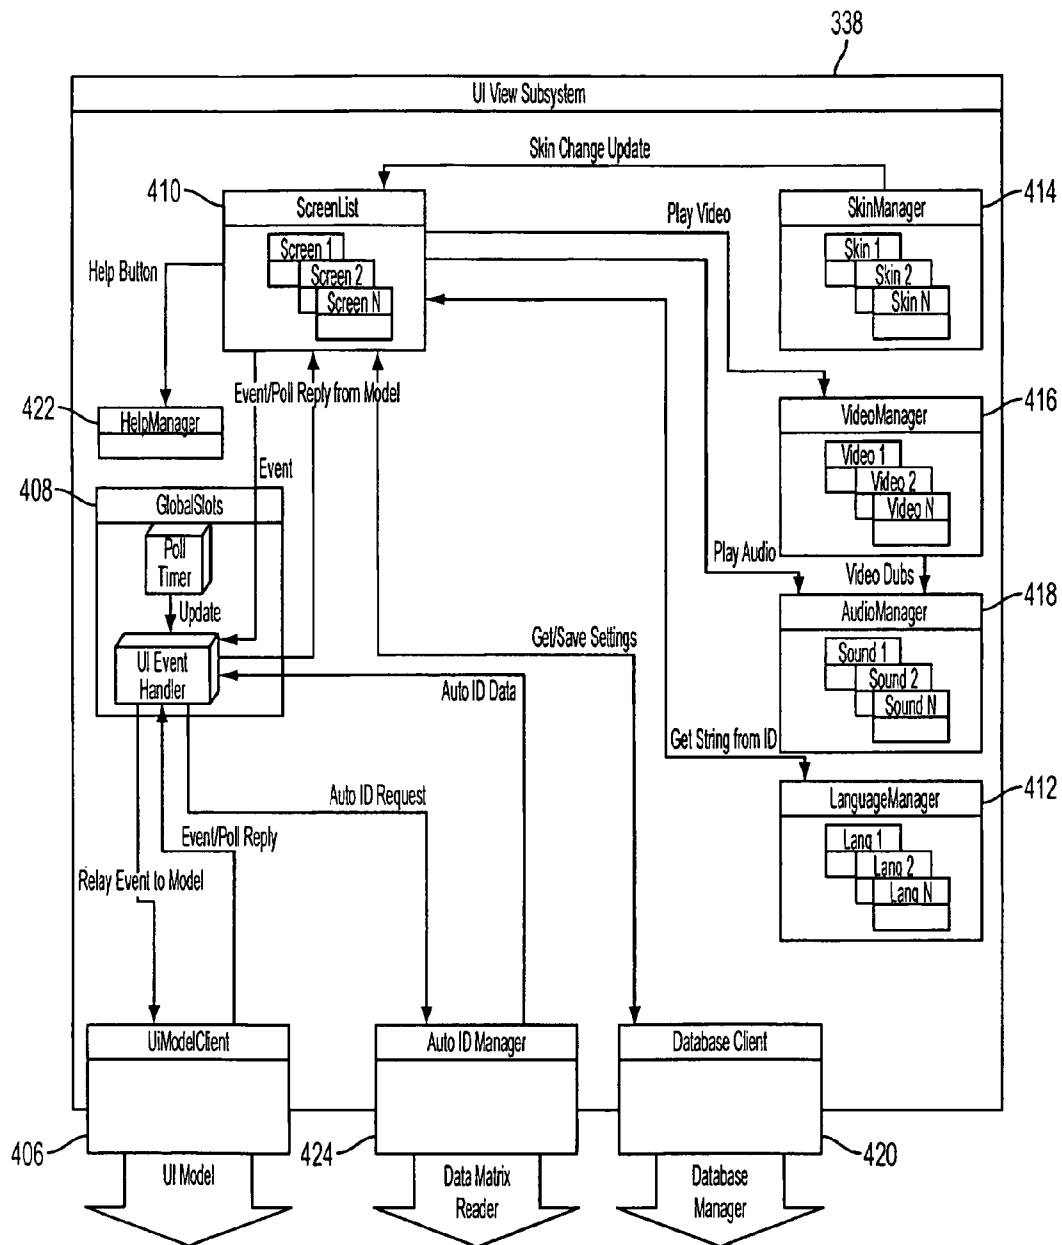 338
UI View Subsystem
Skin Change Update
410
ScreenList
Screen 1
Screen 2
Screen N
Play Video
SkinManager
414
Skin 1
Skin 2
Skin N
Help Button
Event/Poll Reply from Model
422
HelpManager
VideoManager
416
Video 1
Video 2
Video N
Event
408
GlobalSlots
Poll
Timer
Update
UI Event
Handler
Play Audio
Video Dubs
AudioManager
418
Sound 1
Sound 2
Sound N
Get/Save Settings
Auto ID Data
Get String from ID
LanguageManager
412
Lang 1
Lang 2
Lang N
Auto ID Request
Event/Poll Reply
Relay Event to Model
UiModelClient
Auto ID Manager
Database Client
406
424
420
UI Model
Data Matrix
Reader
Database
Manager